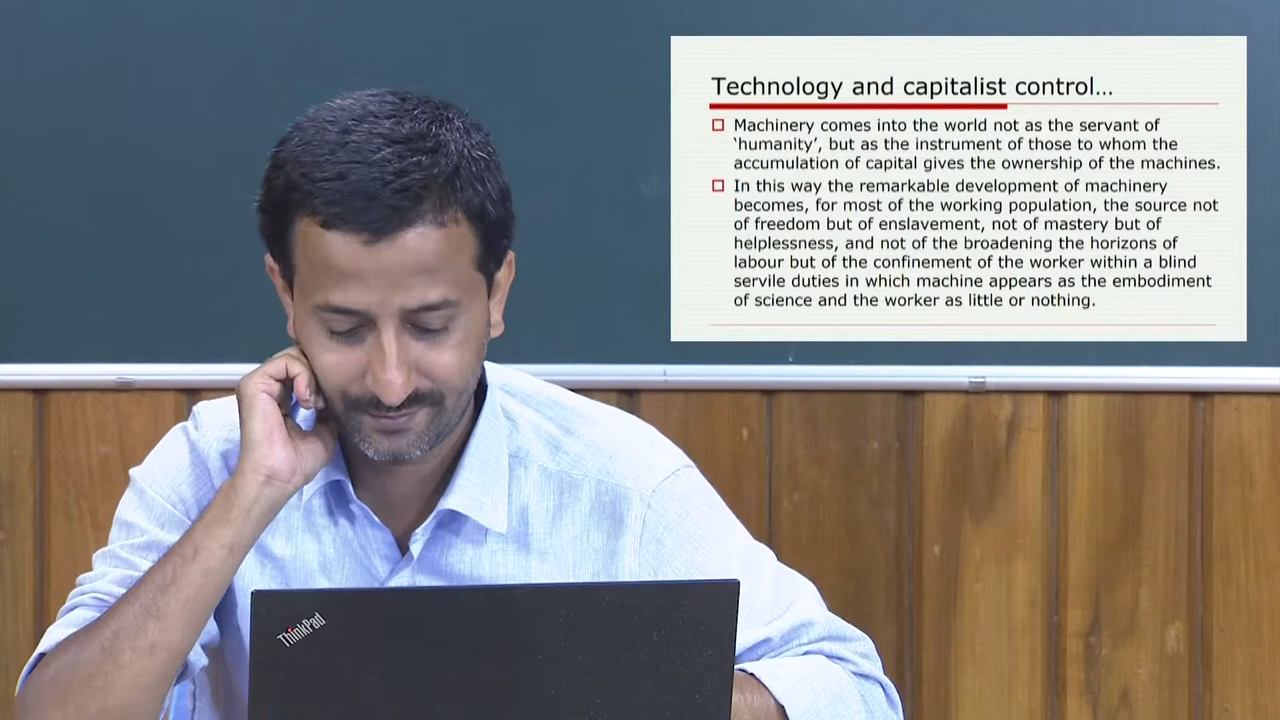 Technology and capitalist control…
Machinery comes into the world not as the servant of
‘humanity’, but as the instrument of those to whom the
accumulation of capital gives the ownership of the machines.
In this way the remarkable development of machinery
becomes, for most of the working population, the source not
of freedom but of enslavement, not of mastery but of
helplessness, and not of the broadening the horizons of
labour but of the confinement of the worker within a blind
servile duties in which machine appears as the embodiment
of science and the worker as little or nothing.
ThinkPad